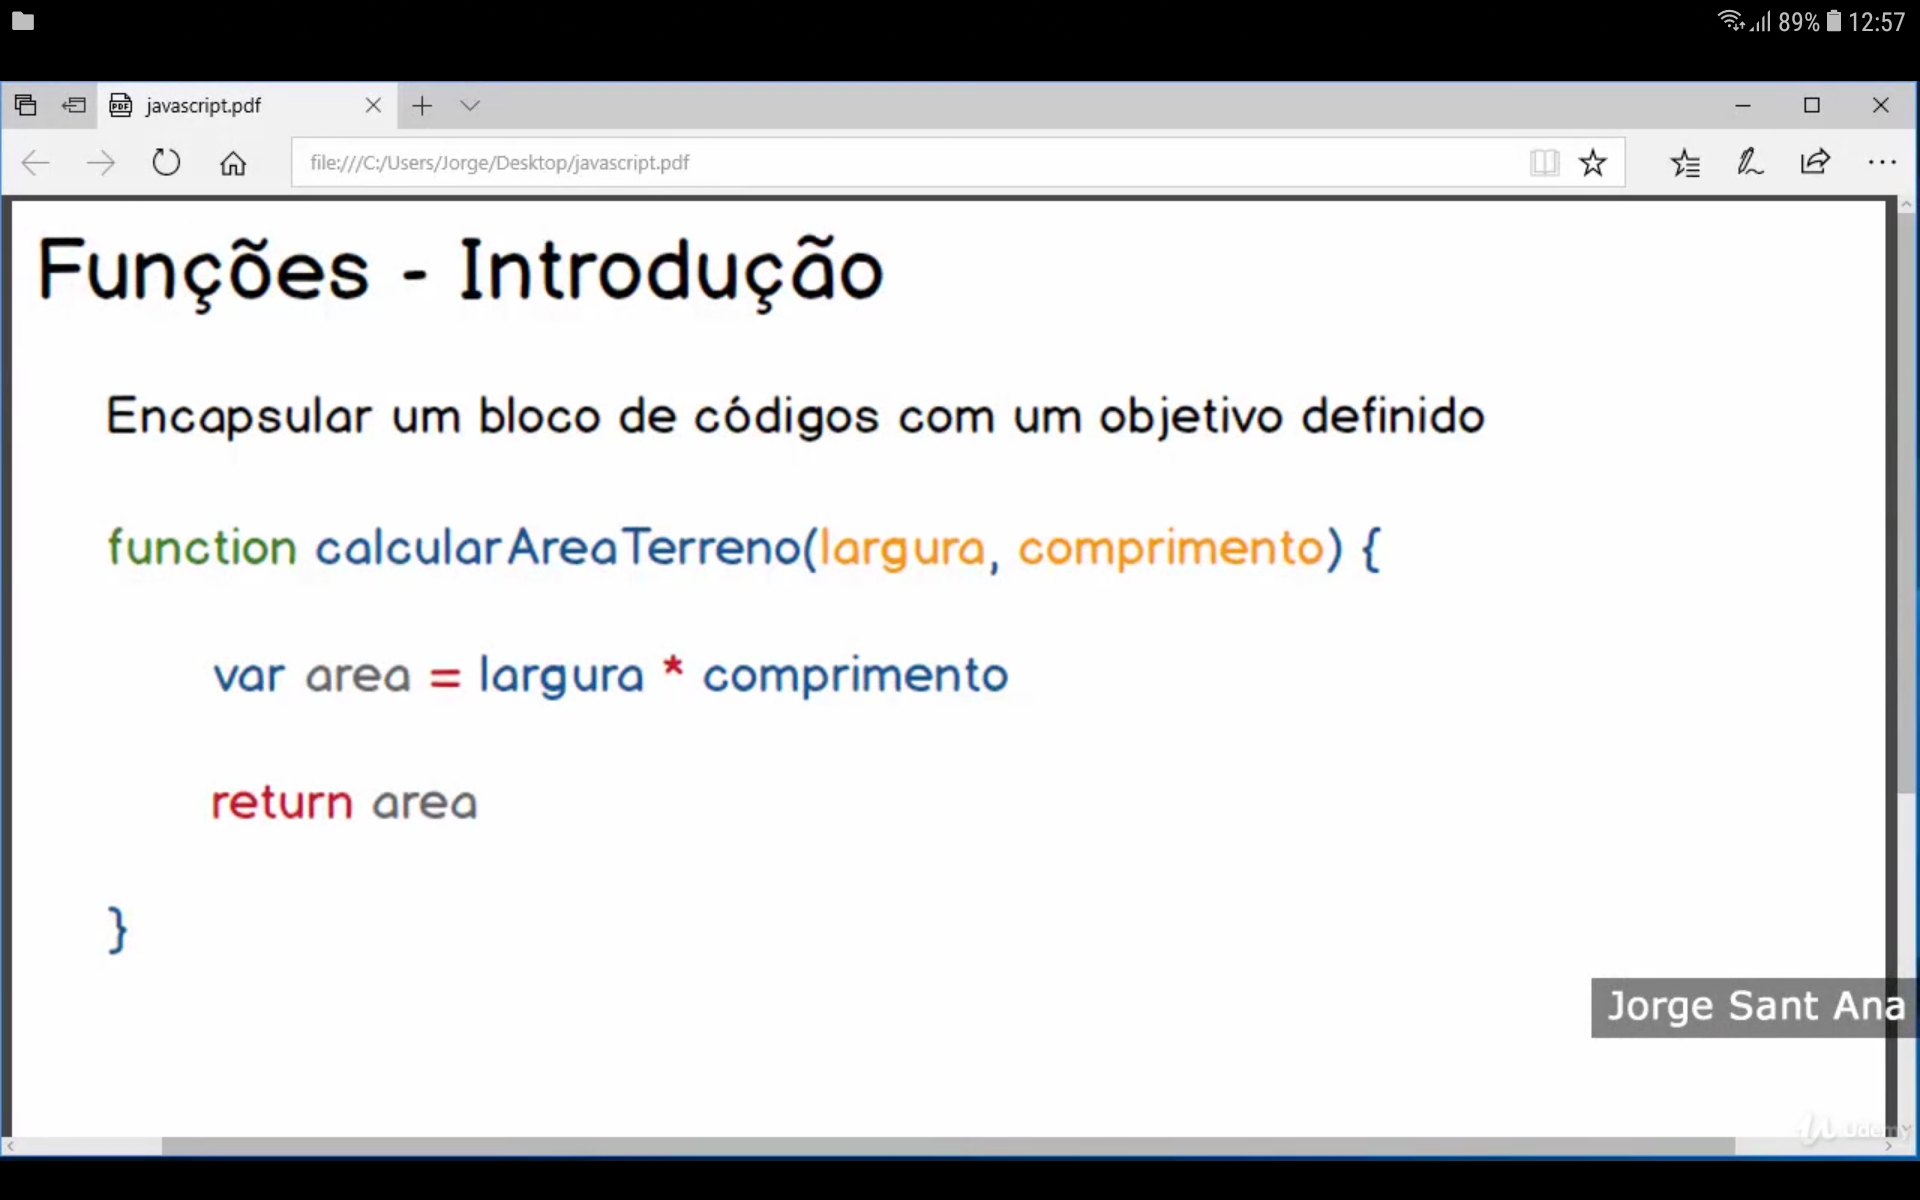 89% 12:57
javascript.pdf
file:///C:/Users/Jorge/Desktop/javascript.pdf
Funções - Introdução
Encapsular um bloco de códigos com um objetivo definido
function calcularAreaTerreno(largura, comprimento) {
var area = largura * comprimento
return area
}
Jorge Sant Ana
Udemy